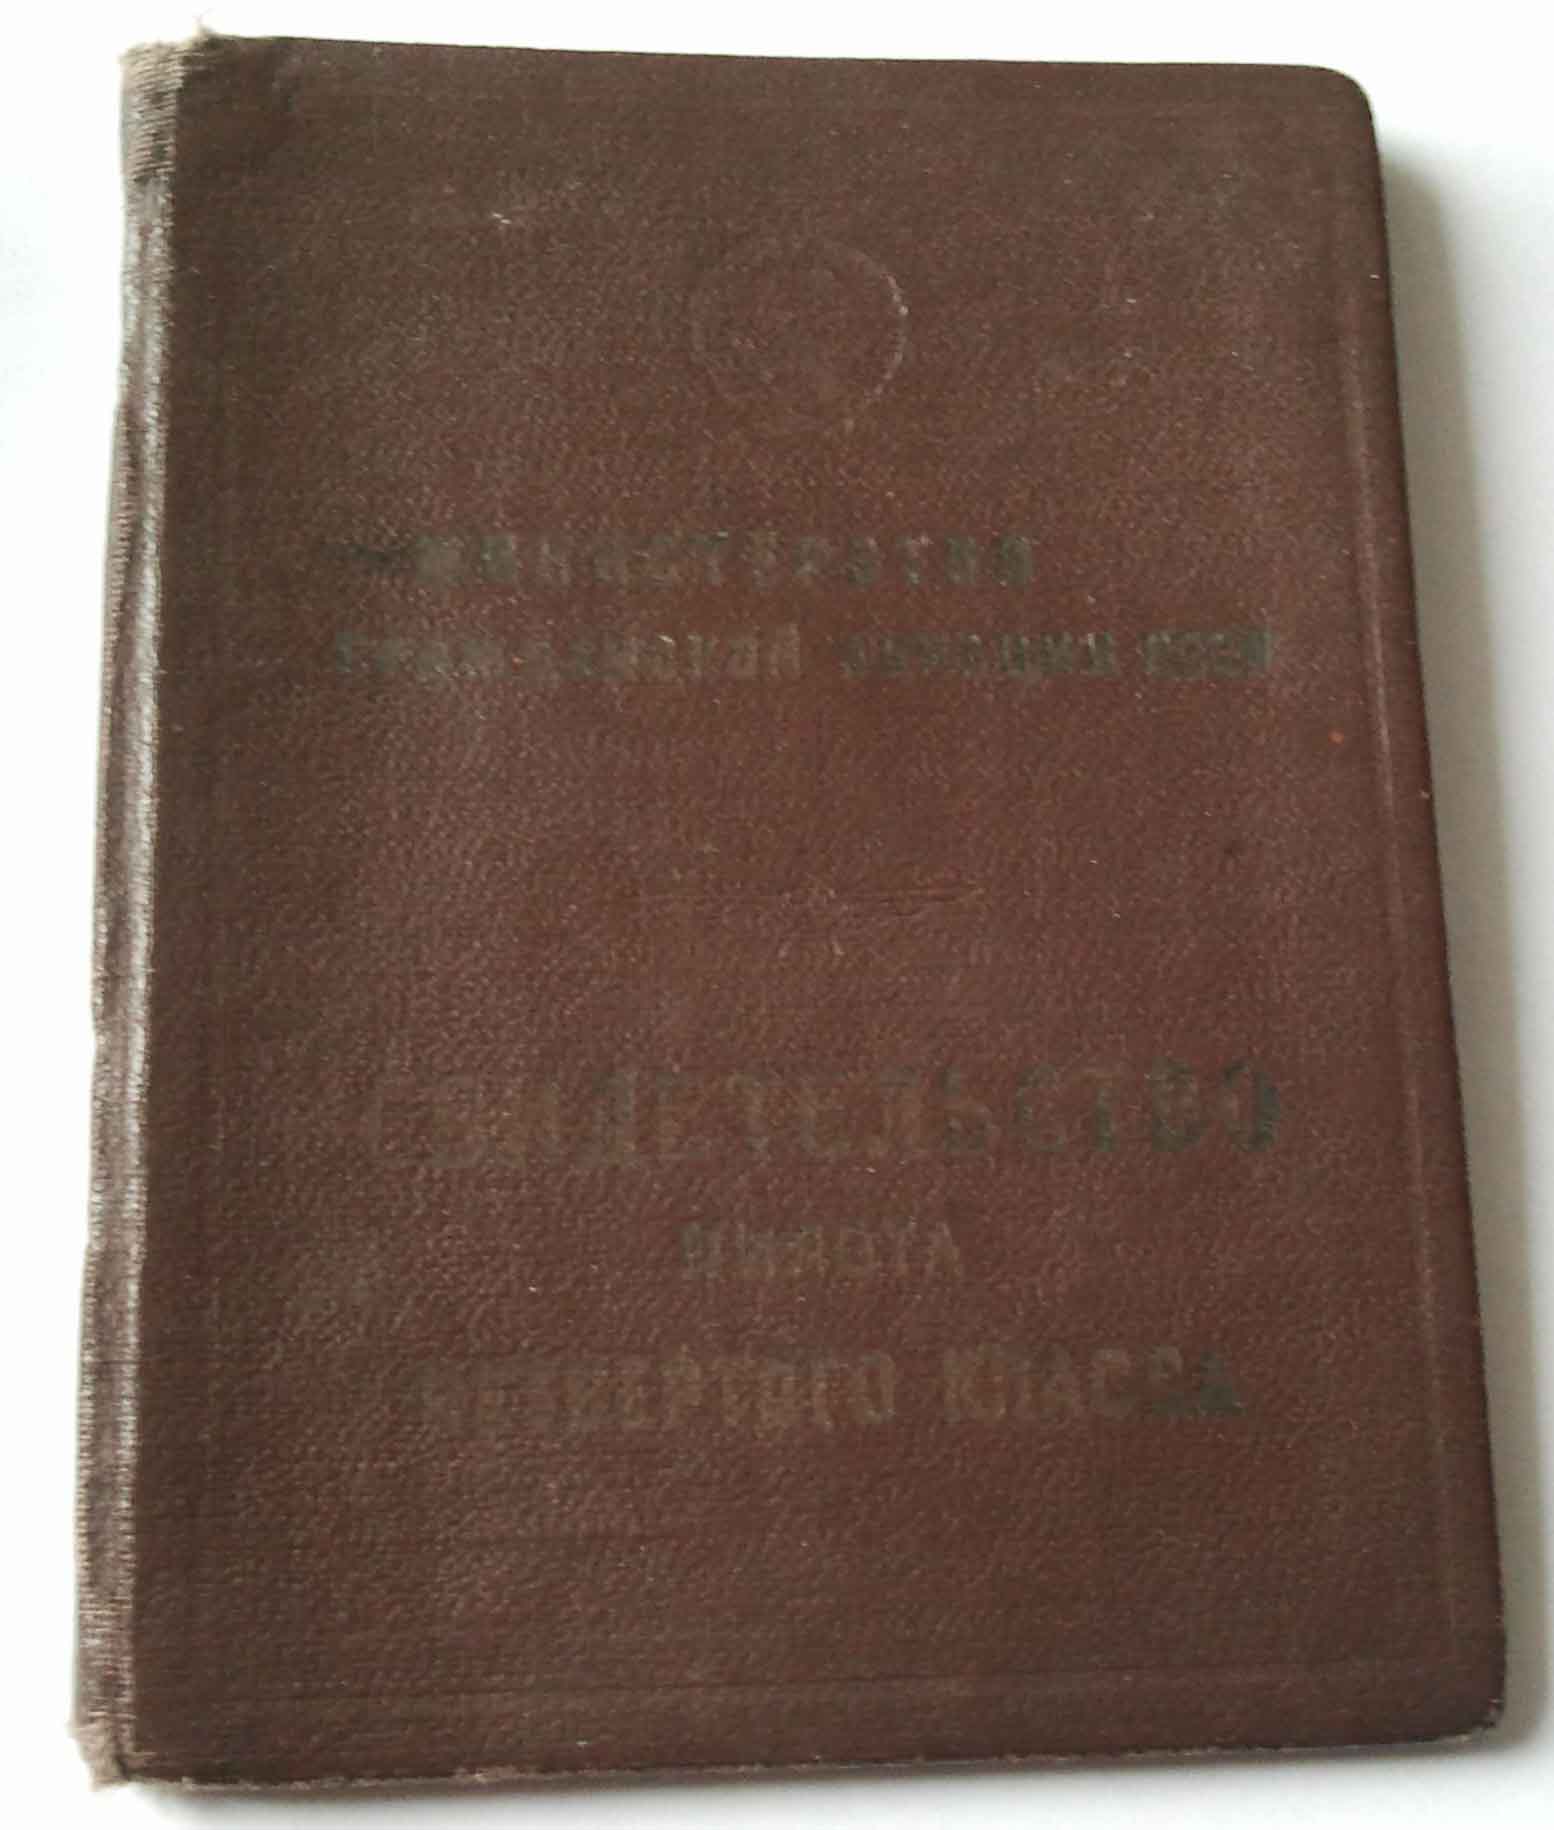 МИНИСТЕРСТВО
ГРАЖДАНСКОЙ АВИАЦИИ СССР
СВИДЕТЕЛЬСТВО
ПИЛОТА
ЧЕТВЕРТОГО КЛАССА